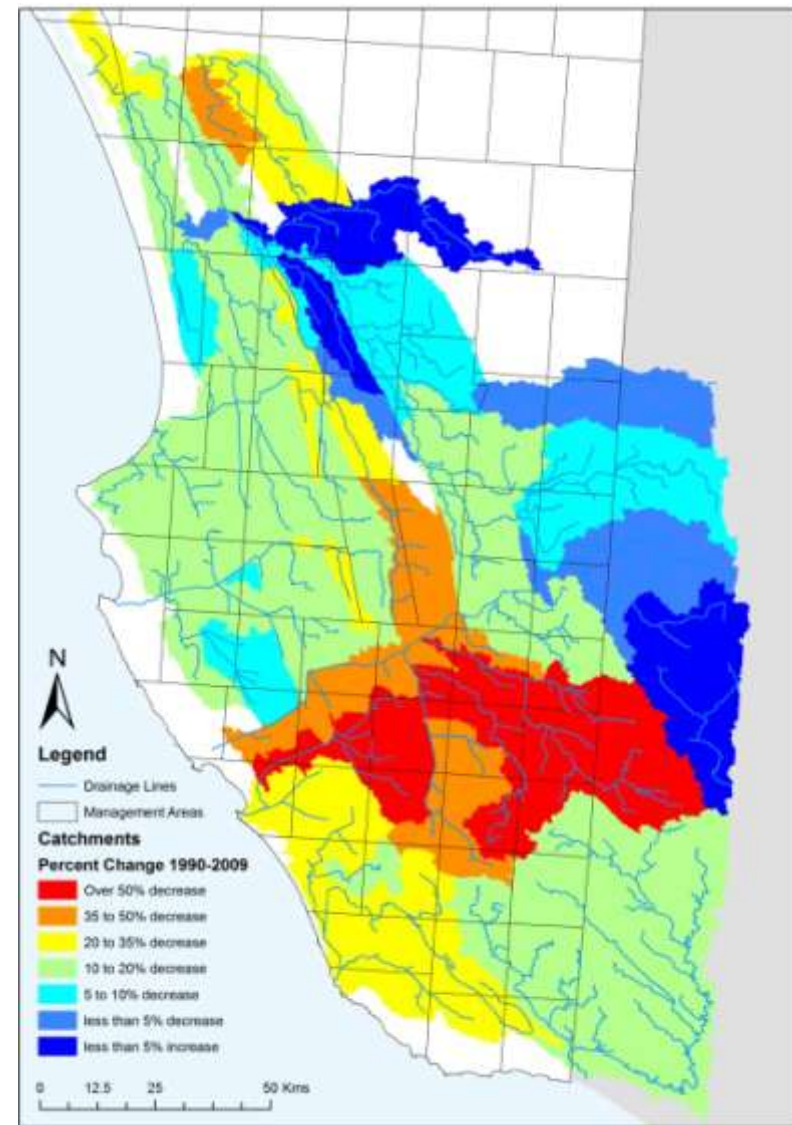 N
Legend
Drainage Lines
Management Areas
Catchments
Percent Change 1990-2009
Over 50% decrease
35 to 50% decrease
20 to 35% decrease
10 to 20% decrease
5 to 10% decrease
less than 5% decrease
less than 5% increase
0 12.5 25 50 Kms